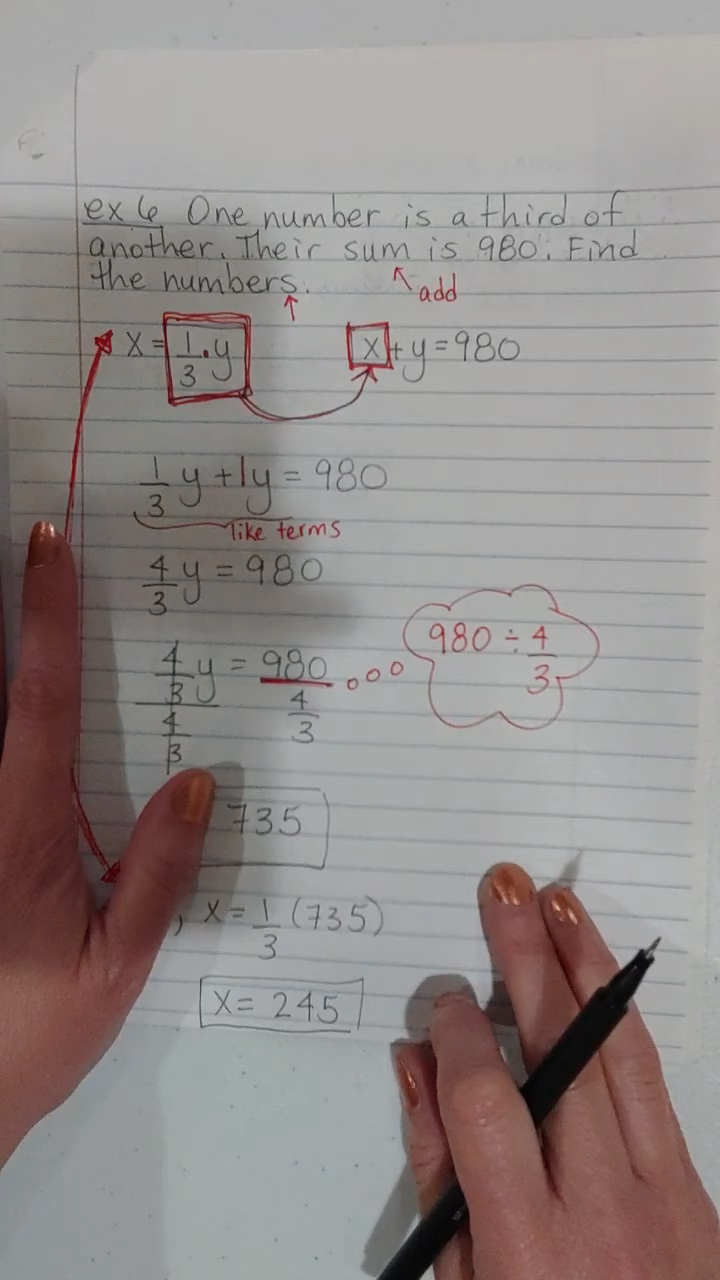 ex 6 One number is a third of
another. Their sum is 980. Find
the numbers.
add
x = 1/3 · y
x + y = 980
1/3 y + 1y = 980
like terms
4/3 y = 980
4/3 y / 4/3 = 980 / 4/3
980 ÷ 4/3
735
, x = 1/3 (735)
x = 245